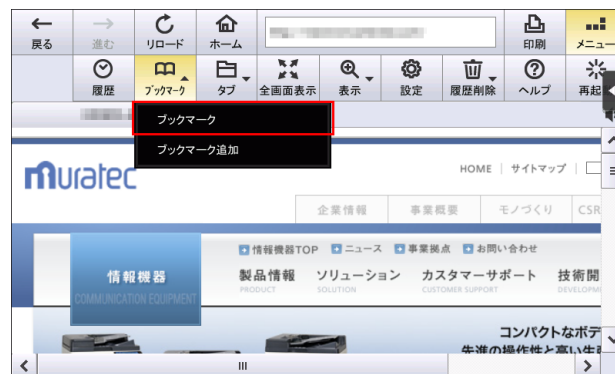 戻る 進む リロード ホーム 印刷 メニュー
履歴 ブックマーク タブ 全画面表示 表示 設定 履歴削除 ヘルプ 再起
ブックマーク
ブックマーク追加
muratec
HOME サイトマップ
企業情報 事業概要 モノづくり CSR
情報機器TOP ニュース 事業拠点 お問い合わせ
情報機器
COMMUNICATION EQUIPMENT
製品情報 ソリューション カスタマーサポート 技術開
PRODUCT SOLUTION CUSTOMER SUPPORT DEVELOPM
コンパクトなボデ
先進の操作性と高い生